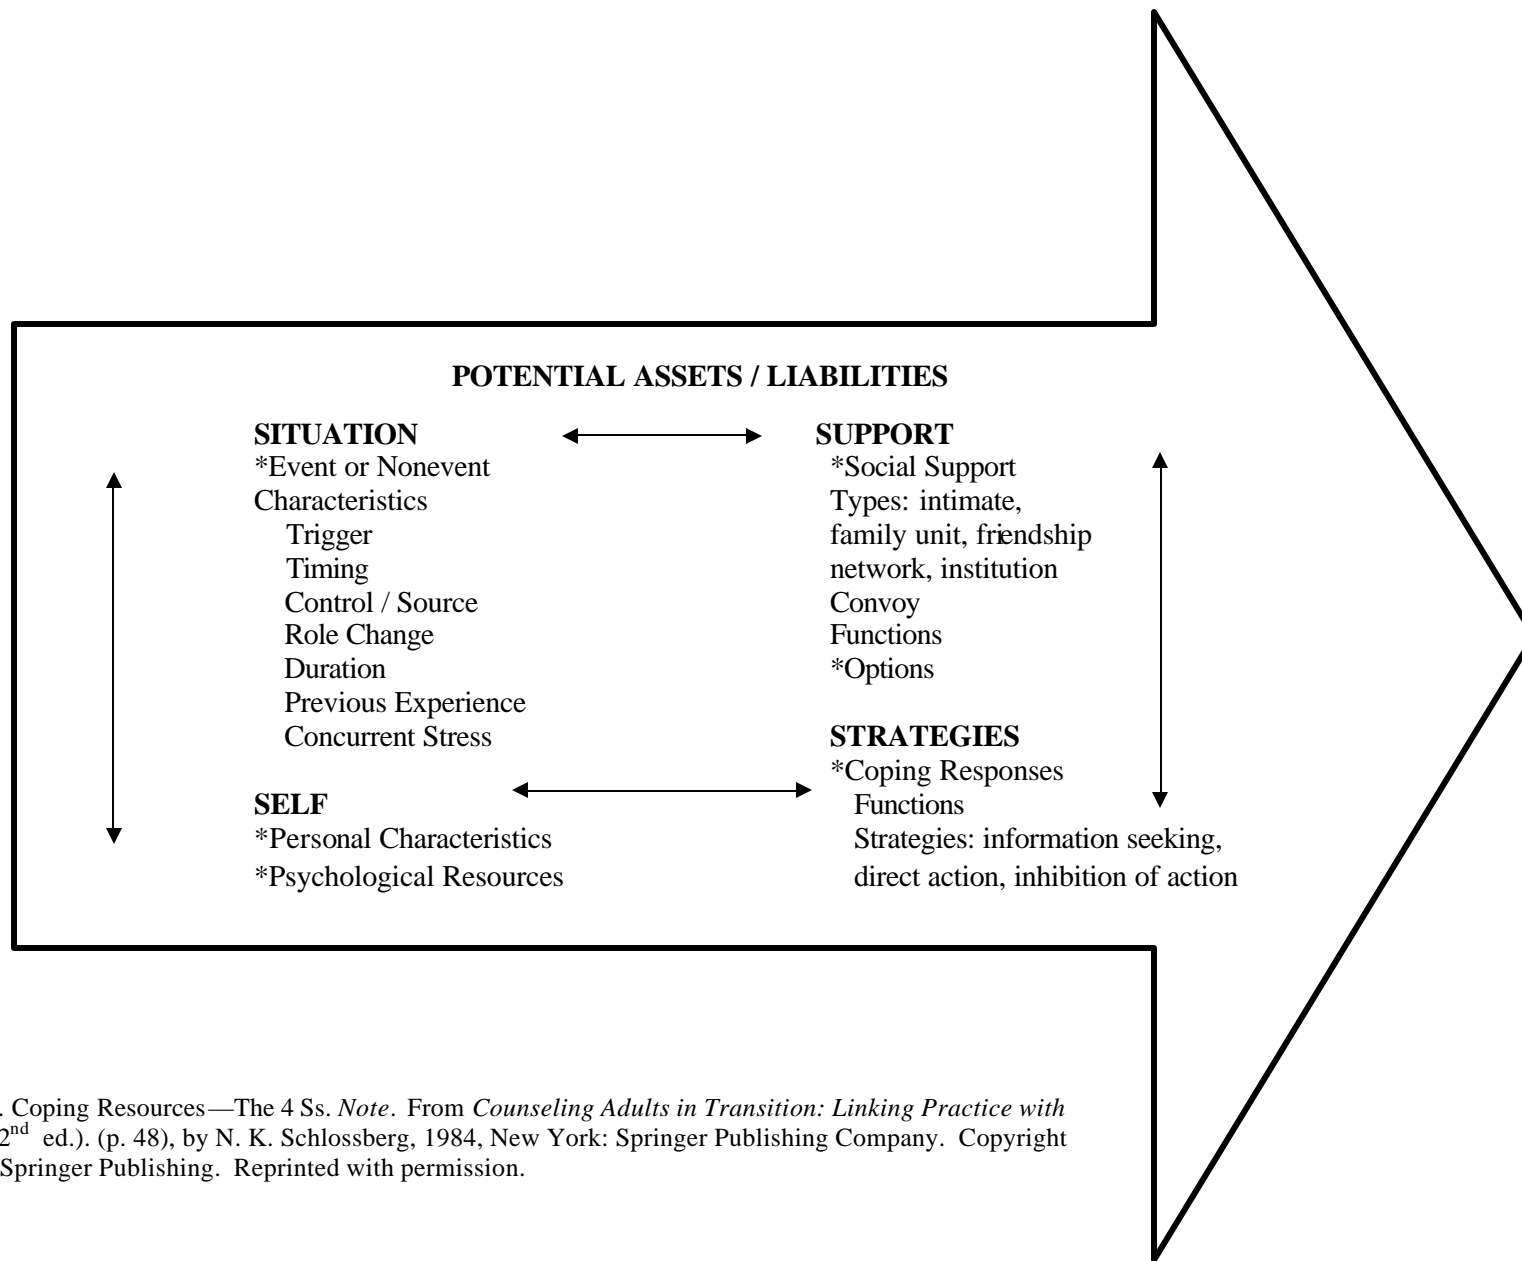 POTENTIAL ASSETS / LIABILITIES
SITUATION
*Event or Nonevent
Characteristics
Trigger
Timing
Control / Source
Role Change
Duration
Previous Experience
Concurrent Stress
SELF
*Personal Characteristics
*Psychological Resources
SUPPORT
*Social Support
Types: intimate,
family unit, friendship
network, institution
Convoy
Functions
*Options
STRATEGIES
*Coping Responses
Functions
Strategies: information seeking,
direct action, inhibition of action
. Coping Resources—The 4 Ss. Note. From Counseling Adults in Transition: Linking Practice with
2nd ed.). (p. 48), by N. K. Schlossberg, 1984, New York: Springer Publishing Company. Copyright
Springer Publishing. Reprinted with permission.